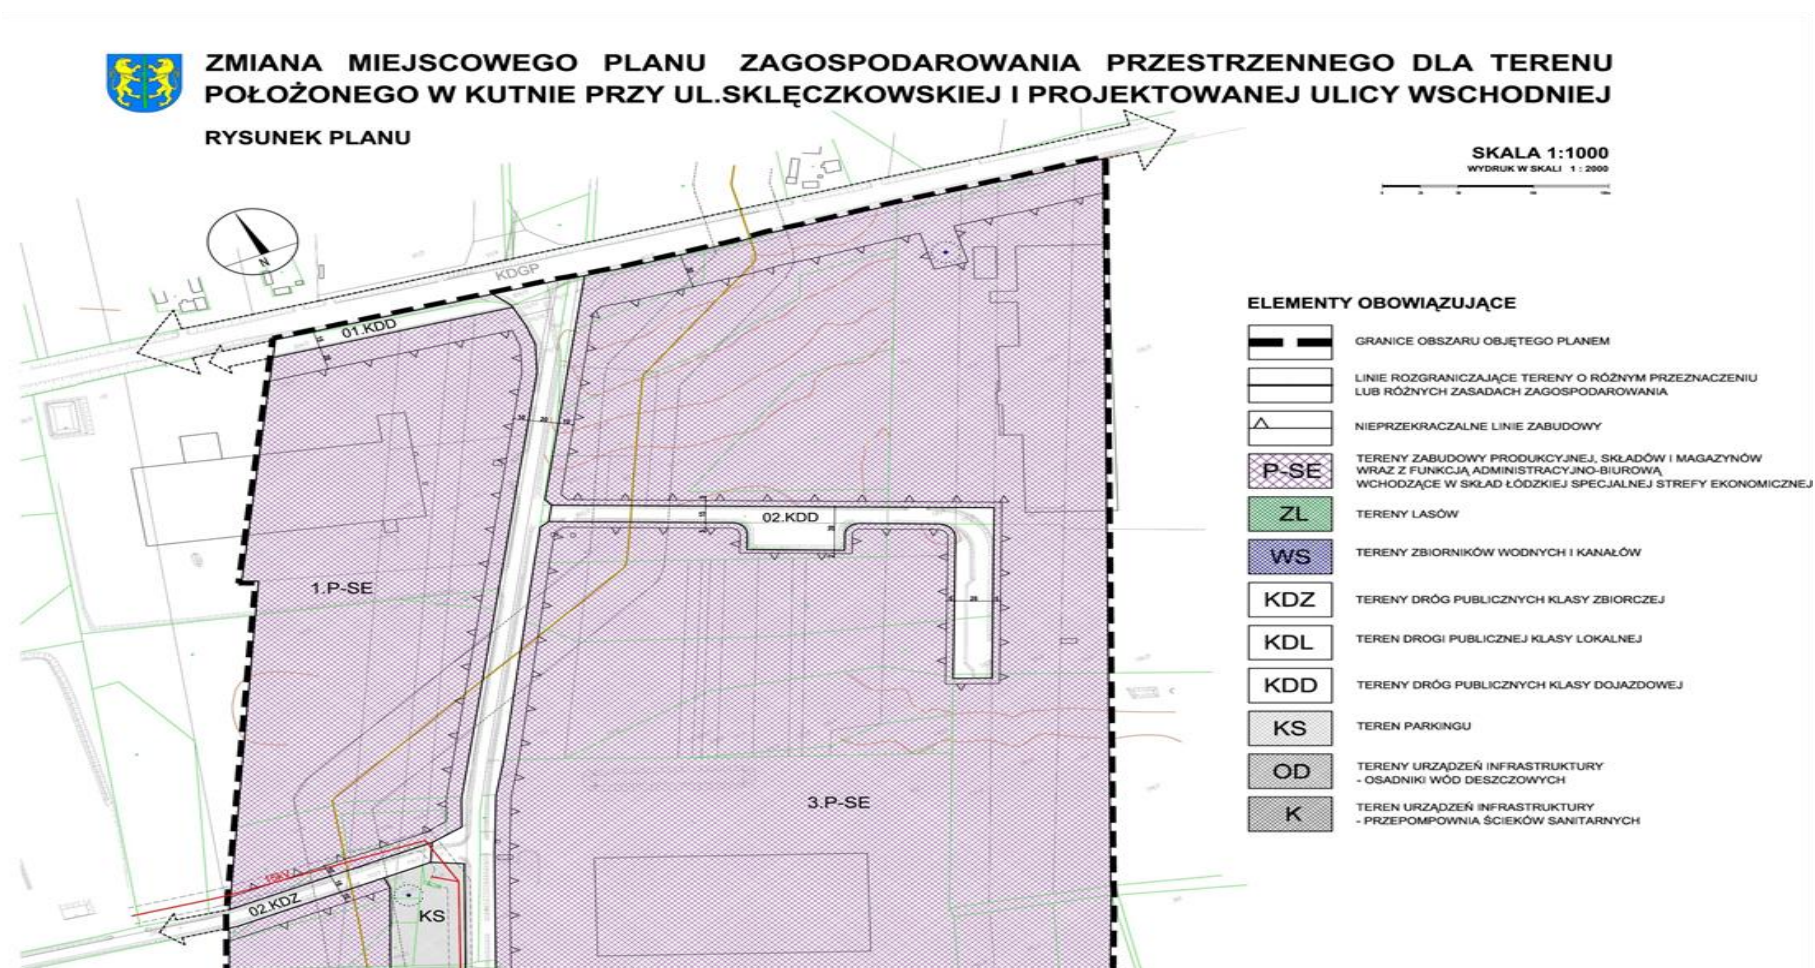 ZMIANA MIEJSCOWEGO PLANU ZAGOSPODAROWANIA PRZESTRZENNEGO DLA TERENU
POŁOŻONEGO W KUTNIE PRZY UL.SKLĘCZKOWSKIEJ I PROJEKTOWANEJ ULICY WSCHODNIEJ
RYSUNEK PLANU
SKALA 1:1000
WYDRUK W SKALI 1 : 2000
N
KDGP
01.KDD
02.KDD
1.P-SE
3.P-SE
02.KDZ
KS
ELEMENTY OBOWIĄZUJĄCE
GRANICE OBSZARU OBJĘTEGO PLANEM
LINIE ROZGRANICZAJĄCE TERENY O RÓŻNYM PRZEZNACZENIU
LUB RÓŻNYCH ZASADACH ZAGOSPODAROWANIA
NIEPRZEKRACZALNE LINIE ZABUDOWY
P-SE
TERENY ZABUDOWY PRODUKCYJNEJ, SKŁADÓW I MAGAZYNÓW
WRAZ Z FUNKCJĄ ADMINISTRACYJNO-BIUROWĄ
WCHODZĄCE W SKŁAD ŁÓDZKIEJ SPECJALNEJ STREFY EKONOMICZNEJ
ZL TERENY LASÓW
WS TERENY ZBIORNIKÓW WODNYCH I KANAŁÓW
KDZ TERENY DRÓG PUBLICZNYCH KLASY ZBIORCZEJ
KDL TEREN DROGI PUBLICZNEJ KLASY LOKALNEJ
KDD TERENY DRÓG PUBLICZNYCH KLASY DOJAZDOWEJ
KS TEREN PARKINGU
OD TERENY URZĄDZEŃ INFRASTRUKTURY
- OSADNIKI WÓD DESZCZOWYCH
K TEREN URZĄDZEŃ INFRASTRUKTURY
- PRZEPOMPOWNIA ŚCIEKÓW SANITARNYCH